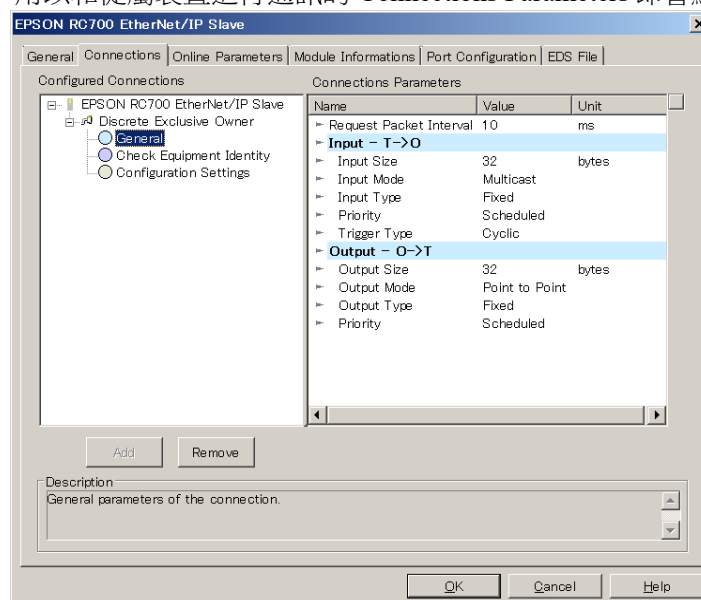 EPSON RC700 EtherNet/IP Slave
General Connections Online Parameters Module Informations Port Configuration EDS File
Configured Connections
EPSON RC700 EtherNet/IP Slave
Discrete Exclusive Owner
General
Check Equipment Identity
Configuration Settings
Connections Parameters
Name Value Unit
Request Packet Interval 10 ms
Input - T->O
Input Size 32 bytes
Input Mode Multicast
Input Type Fixed
Priority Scheduled
Trigger Type Cyclic
Output - O->T
Output Size 32 bytes
Output Mode Point to Point
Output Type Fixed
Priority Scheduled
Add Remove
Description
General parameters of the connection.
OK Cancel Help